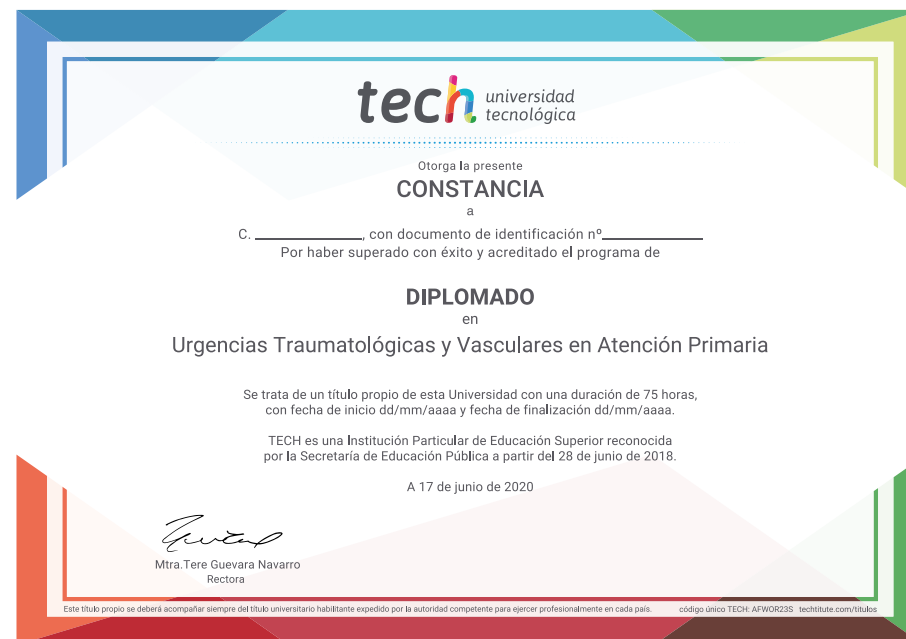 tech universidad
tecnológica
Otorga la presente
CONSTANCIA
a
C. ______________, con documento de identificación nº______________
Por haber superado con éxito y acreditado el programa de
DIPLOMADO
en
Urgencias Traumatológicas y Vasculares en Atención Primaria
Se trata de un título propio de esta Universidad con una duración de 75 horas,
con fecha de inicio dd/mm/aaaa y fecha de finalización dd/mm/aaaa.
TECH es una Institución Particular de Educación Superior reconocida
por la Secretaría de Educación Pública a partir del 28 de junio de 2018.
A 17 de junio de 2020
Mtra.Tere Guevara Navarro
Rectora
Este título propio se deberá acompañar siempre del título universitario habilitante expedido por la autoridad competente para ejercer profesionalmente en cada país. código único TECH: AFWOR23S techtitute.com/titulos